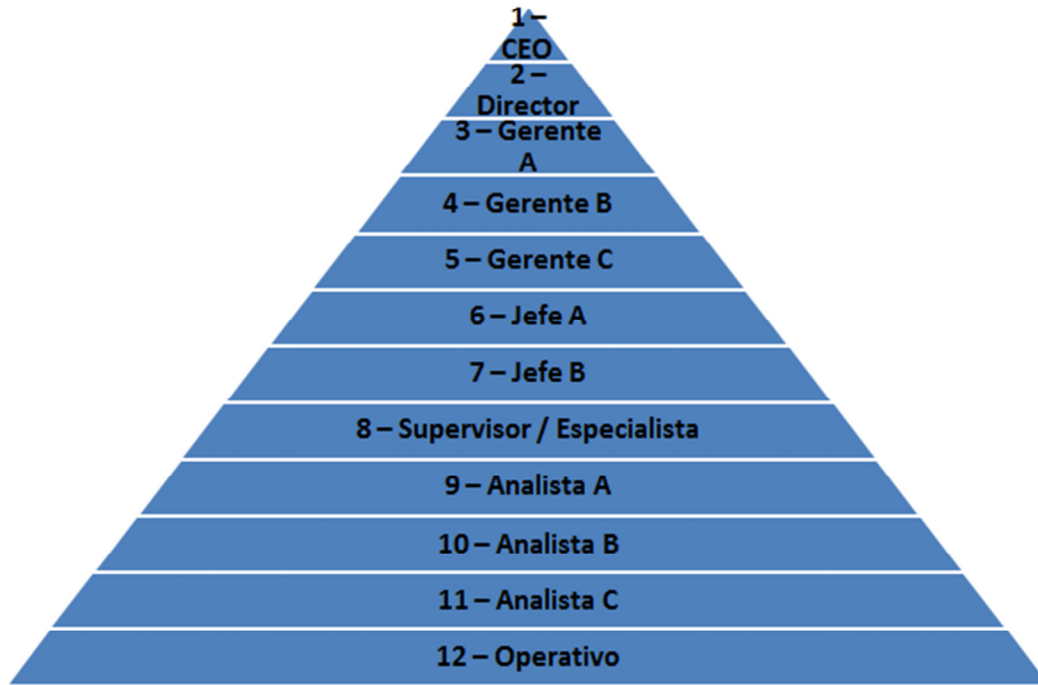 1 –
CEO
2 –
Director
3 – Gerente
A
4 – Gerente B
5 – Gerente C
6 – Jefe A
7 – Jefe B
8 – Supervisor / Especialista
9 – Analista A
10 – Analista B
11 – Analista C
12 – Operativo